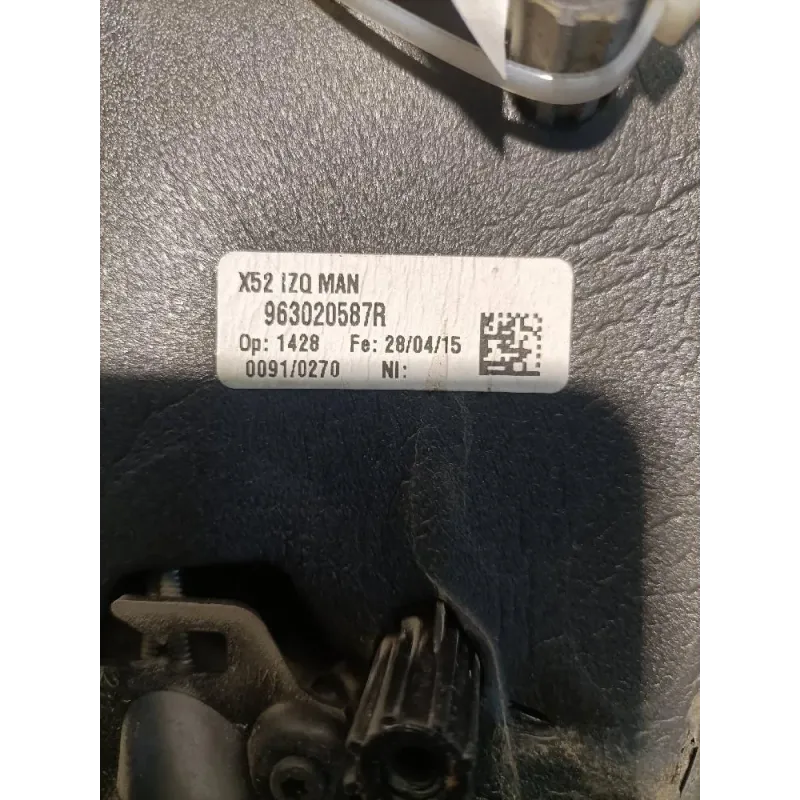 X52 IZQ MAN
963020587R
Op: 1428 Fe: 28/04/15
0091/0270 NI: